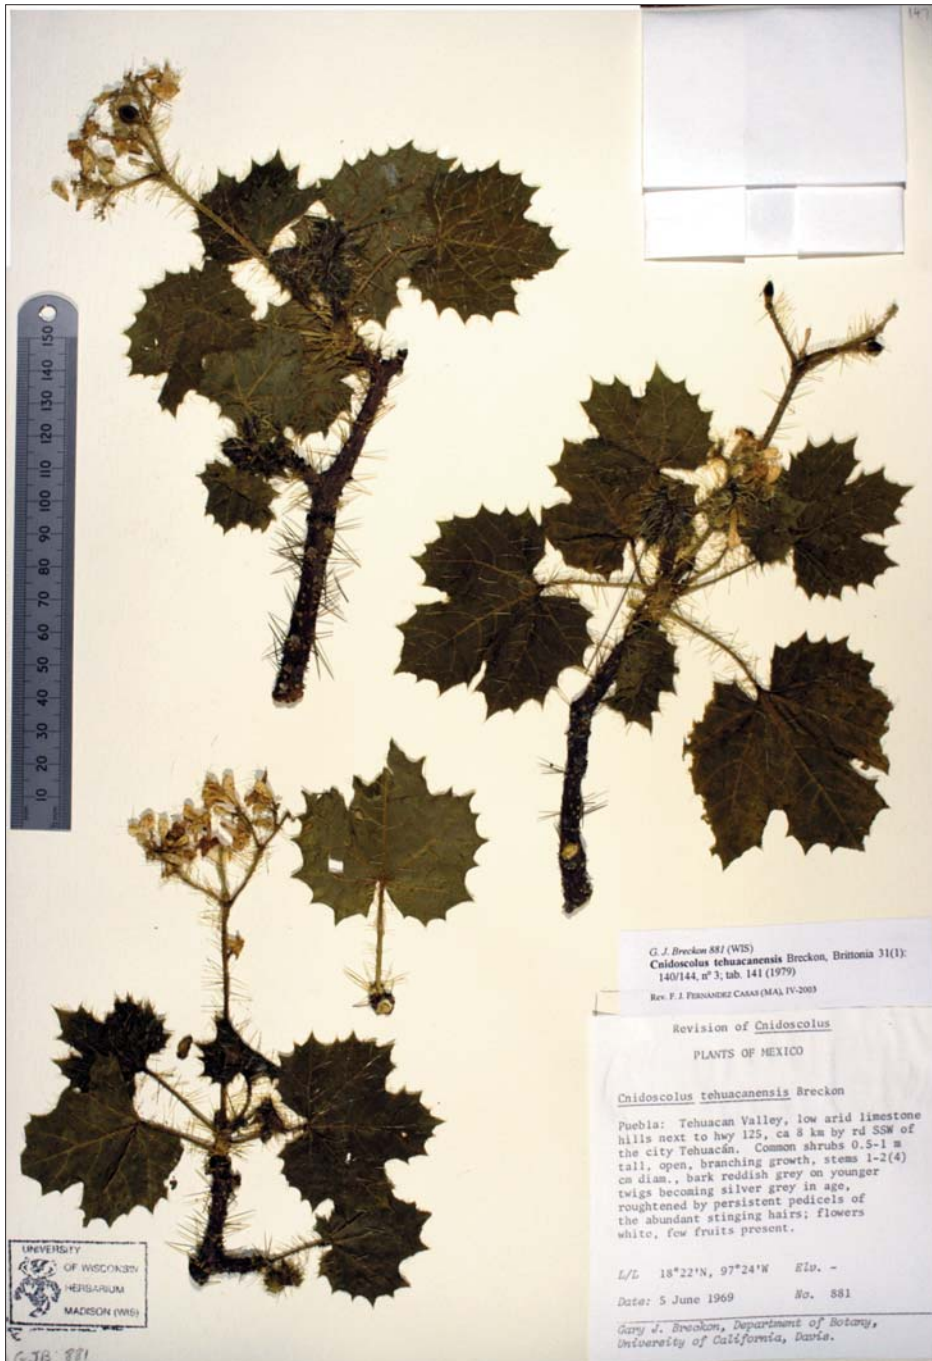 147
150
140
130
120
110
100
90
80
70
60
50
40
30
20
10
G. J. Breckon 881 (WIS)
Cnidoscolus tehuacanensis Breckon, Brittonia 31(1):
140/144, nº 3; tab. 141 (1979)
Rev. F. J. FERNÁNDEZ CASAS (MA), IV-2003
Revision of Cnidoscolus
PLANTS OF MEXICO
Cnidoscolus tehuacanensis Breckon
Puebla: Tehuacan Valley, low arid limestone
hills next to hwy 125, ca 8 km by rd SSW of
the city Tehuacán. Common shrubs 0.5-1 m
tall, open, branching growth, stems 1-2(4)
cm diam., bark reddish grey on younger
twigs becoming silver grey in age,
roughtened by persistent pedicels of
the abundant stinging hairs; flowers
white, few fruits present.
L/L 18°22'N, 97°24'W Elv. -
Date: 5 June 1969 No. 881
Gary J. Breckon, Department of Botany,
University of California, Davis.
UNIVERSITY
OF WISCONSIN
HERBARIUM
MADISON (WIS)
GJB 881